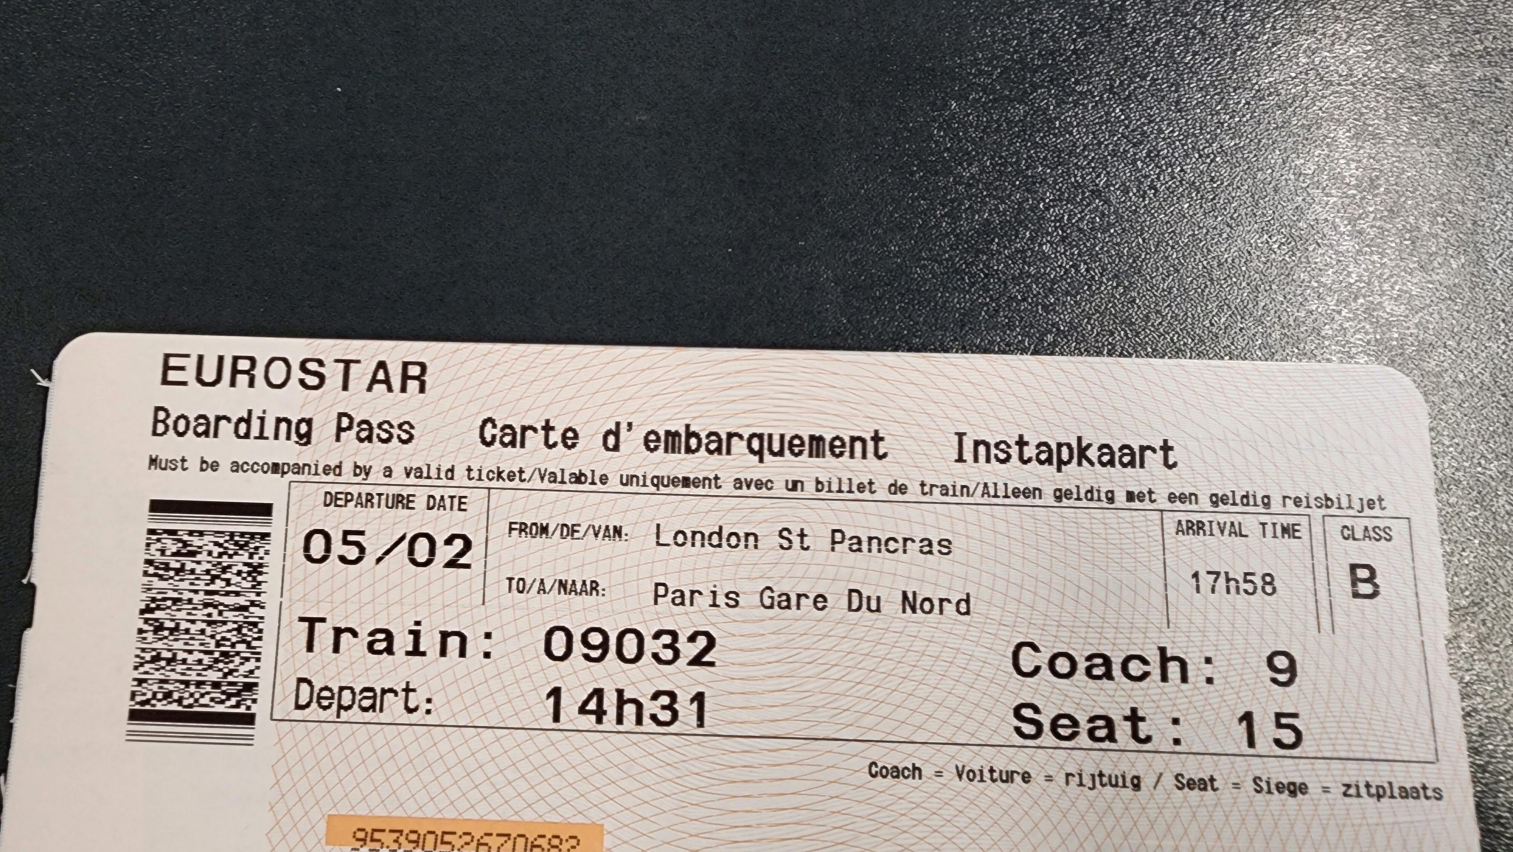 EUROSTAR
Boarding Pass Carte d'embarquement Instapkaart
Must be accompanied by a valid ticket/Valable uniquement avec un billet de train/Alleen geldig met een geldig reisbiljet
DEPARTURE DATE
05/02
FROM/DE/VAN: London St Pancras
TO/A/NAAR: Paris Gare Du Nord
ARRIVAL TIME
17h58
CLASS
B
Train: 09032
Coach: 9
Depart: 14h31
Seat: 15
Coach = Voiture = rijtuig / Seat = Siege = zitplaats